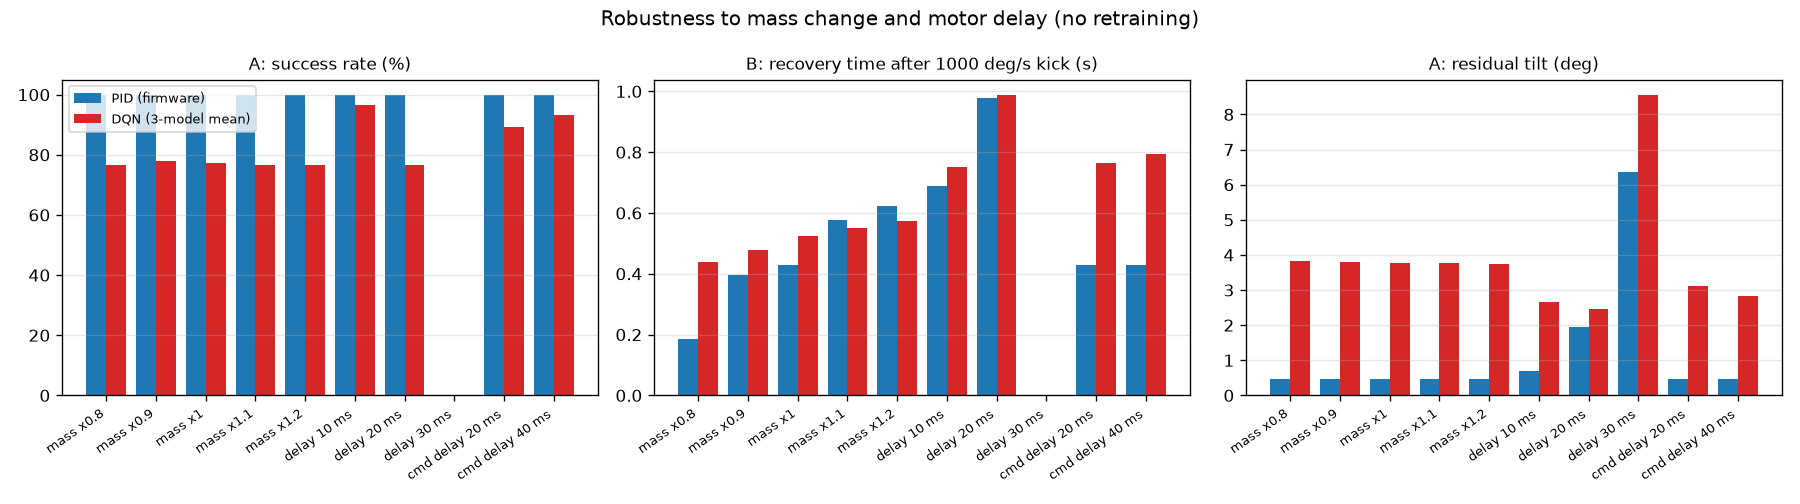 Robustness to mass change and motor delay (no retraining)
A: success rate (%)
100
80
60
40
20
0
PID (firmware)
DQN (3-model mean)
mass x0.8
mass x0.9
mass x1
mass x1.1
mass x1.2
delay 10 ms
delay 20 ms
delay 30 ms
cmd delay 20 ms
cmd delay 40 ms
B: recovery time after 1000 deg/s kick (s)
1.0
0.8
0.6
0.4
0.2
0.0
mass x0.8
mass x0.9
mass x1
mass x1.1
mass x1.2
delay 10 ms
delay 20 ms
delay 30 ms
cmd delay 20 ms
cmd delay 40 ms
A: residual tilt (deg)
8
7
6
5
4
3
2
1
0
mass x0.8
mass x0.9
mass x1
mass x1.1
mass x1.2
delay 10 ms
delay 20 ms
delay 30 ms
cmd delay 20 ms
cmd delay 40 ms